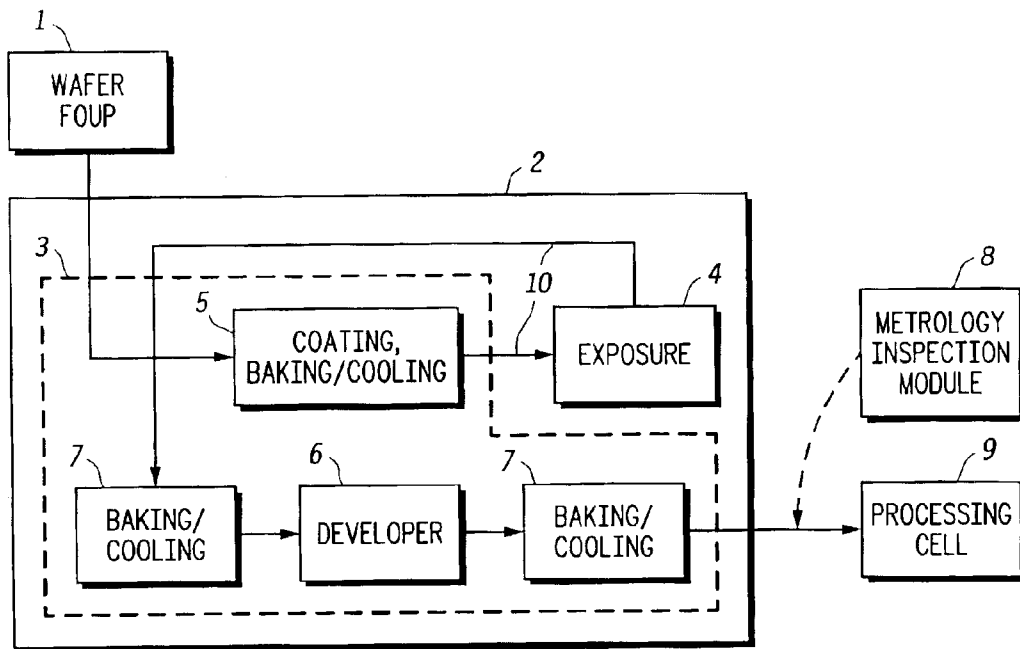 1
WAFER
FOUP
2
3
10
4
8
5
COATING,
BAKING/COOLING
EXPOSURE
METROLOGY
INSPECTION
MODULE
7
6
7
9
BAKING/
COOLING
DEVELOPER
BAKING/
COOLING
PROCESSING
CELL